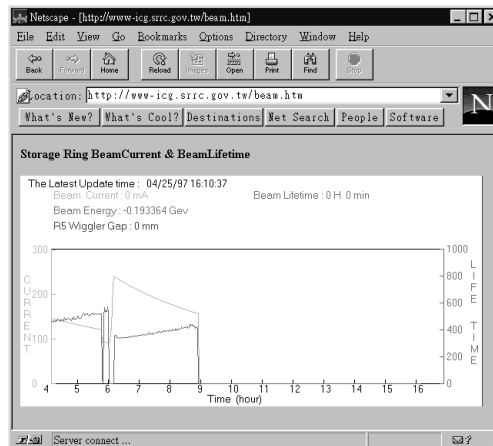 Netscape - [http://www-icg.srrc.gov.tw/beam.htm]
File Edit View Go Bookmarks Options Directory Window Help
Back Forward Home Reload Images Open Print Find Stop
Location: http://www-icg.srrc.gov.tw/beam.htm
N
What's New? What's Cool? Destinations Net Search People Software
Storage Ring BeamCurrent & BeamLifetime
The Latest Update time : 04/25/97 16:10:37
Beam Current : 0 mA Beam Lifetime : 0 H 0 min
Beam Energy : -0.193364 Gev
R5 Wiggler Gap : 0 mm
300
200
100
0
CURRENT
1000
800
600
400
200
0
LIFE TIME
4 5 6 7 8 9 10 11 12 13 14 15 16
Time (hour)
Server connect ...